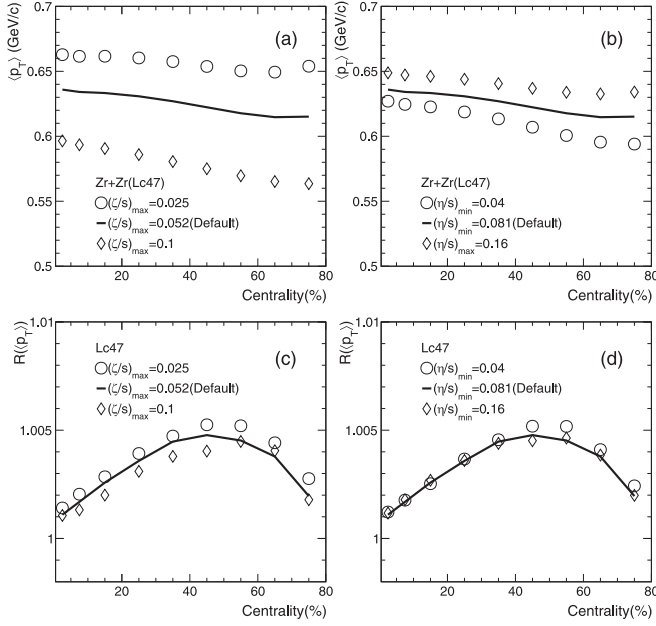 0.7
0.65
0.6
0.55
0.5
⟨p_T⟩ (GeV/c)
(a)
Zr+Zr(Lc47)
(ζ/s)_max=0.025
(ζ/s)_max=0.052(Default)
(ζ/s)_max=0.1
0 20 40 60 80
Centrality(%)
0.7
0.65
0.6
0.55
0.5
⟨p_T⟩ (GeV/c)
(b)
Zr+Zr(Lc47)
(η/s)_min=0.04
(η/s)_min=0.081(Default)
(η/s)_max=0.16
0 20 40 60 80
Centrality(%)
1.01
1.005
1
R(⟨p_T⟩)
(c)
Lc47
(ζ/s)_max=0.025
(ζ/s)_max=0.052(Default)
(ζ/s)_max=0.1
20 40 60 80
Centrality(%)
1.01
1.005
1
R(⟨p_T⟩)
(d)
Lc47
(η/s)_min=0.04
(η/s)_min=0.081(Default)
(η/s)_min=0.16
20 40 60 80
Centrality(%)